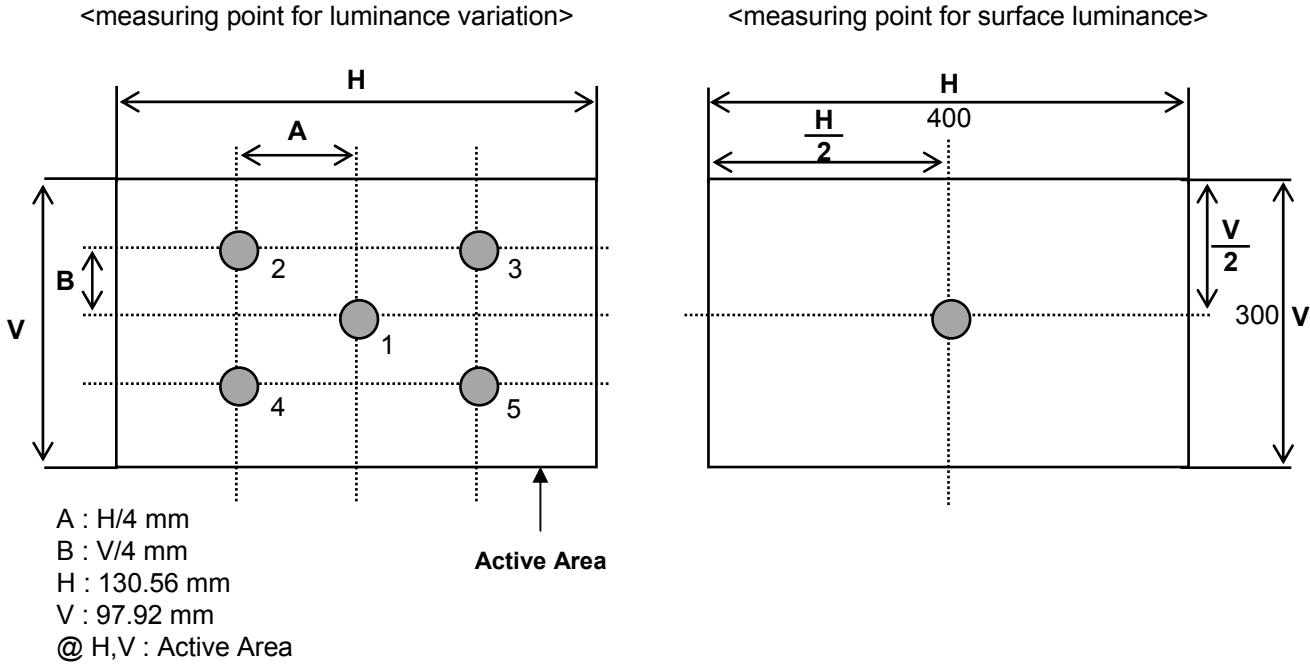 <measuring point for luminance variation>
<measuring point for surface luminance>
H
A
B
V
2
3
1
4
5
Active Area
A : H/4 mm
B : V/4 mm
H : 130.56 mm
V : 97.92 mm
@ H,V : Active Area
H
400
H
2
V
2
300 V